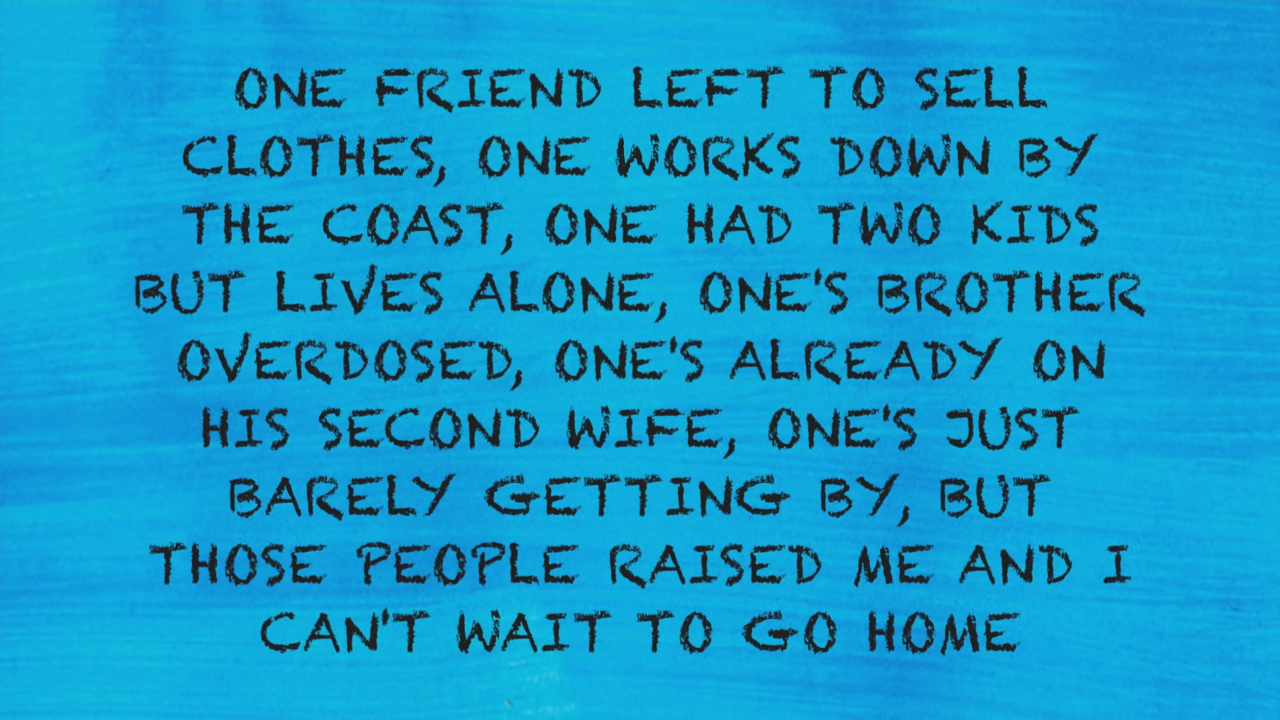 ONE FRIEND LEFT TO SELL
CLOTHES, ONE WORKS DOWN BY
THE COAST, ONE HAD TWO KIDS
BUT LIVES ALONE, ONE'S BROTHER
OVERDOSED, ONE'S ALREADY ON
HIS SECOND WIFE, ONE'S JUST
BARELY GETTING BY, BUT
THOSE PEOPLE RAISED ME AND I
CAN'T WAIT TO GO HOME